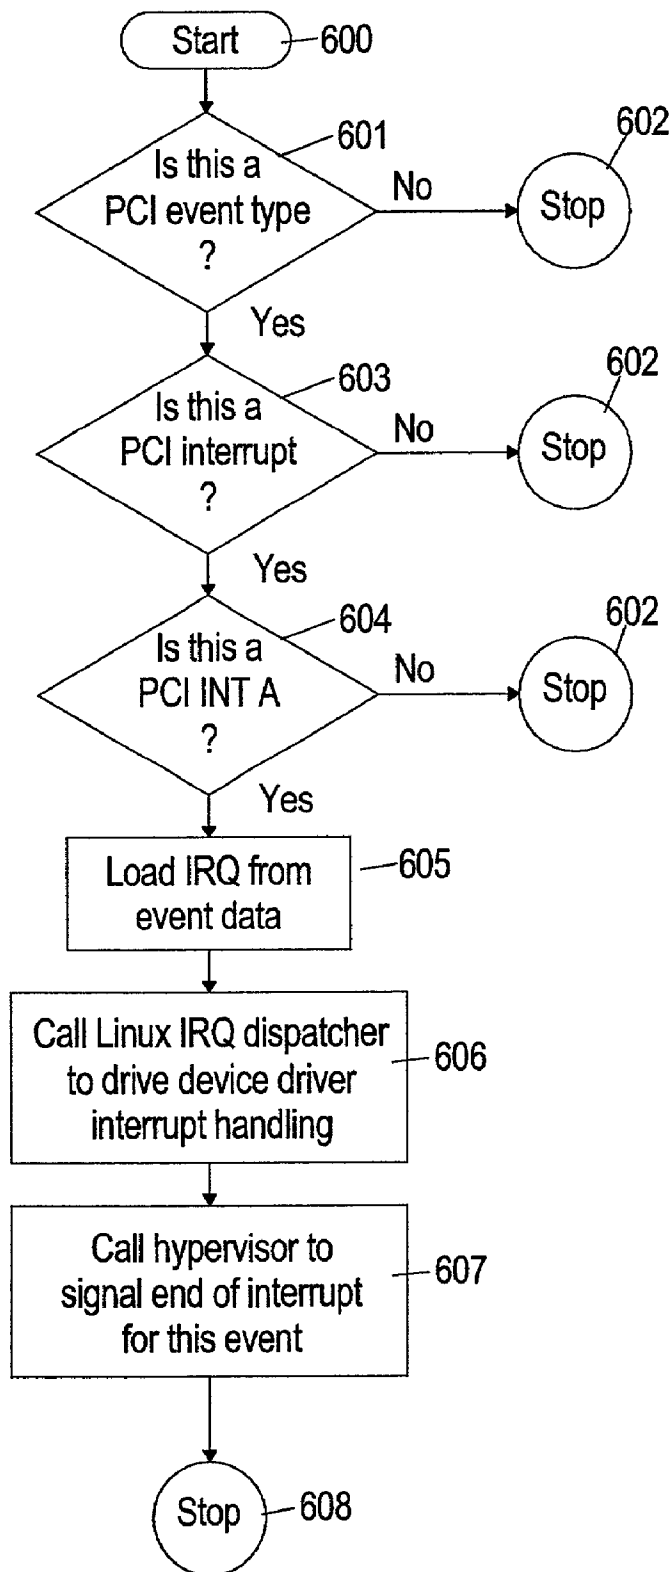 Start
600
601
Is this a
PCI event type
?
No
602
Stop
Yes
603
Is this a
PCI interrupt
?
No
602
Stop
Yes
604
Is this a
PCI INT A
?
No
602
Stop
Yes
Load IRQ from
event data
605
Call Linux IRQ dispatcher
to drive device driver
interrupt handling
606
Call hypervisor to
signal end of interrupt
for this event
607
Stop
608